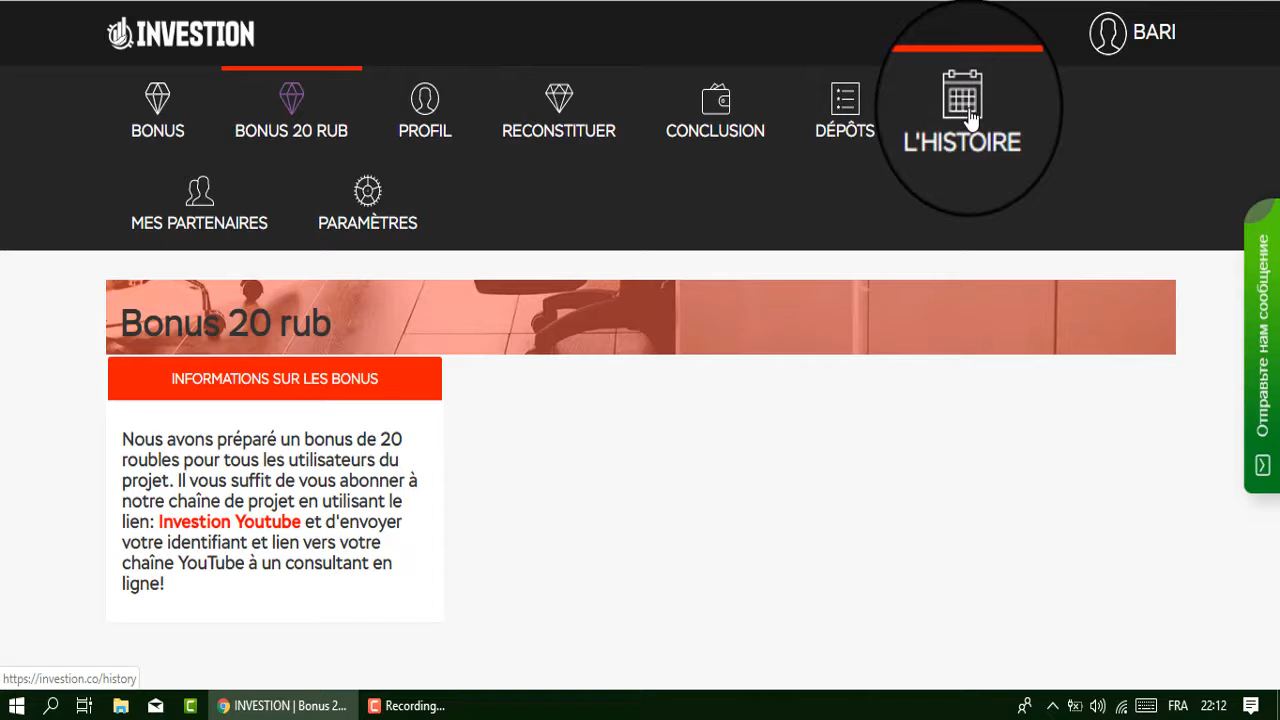 INVESTION
BARI
BONUS
BONUS 20 RUB
PROFIL
RECONSTITUER
CONCLUSION
DÉPÔTS
L'HISTOIRE
MES PARTENAIRES
PARAMÈTRES
Отправьте нам сообщение
Bonus 20 rub
INFORMATIONS SUR LES BONUS
Nous avons préparé un bonus de 20
roubles pour tous les utilisateurs du
projet. Il vous suffit de vous abonner à
notre chaîne de projet en utilisant le
lien: Investion Youtube et d'envoyer
votre identifiant et lien vers votre
chaîne YouTube à un consultant en
ligne!
https://investion.co/history
INVESTION | Bonus 2...
Recording...
FRA
22:12